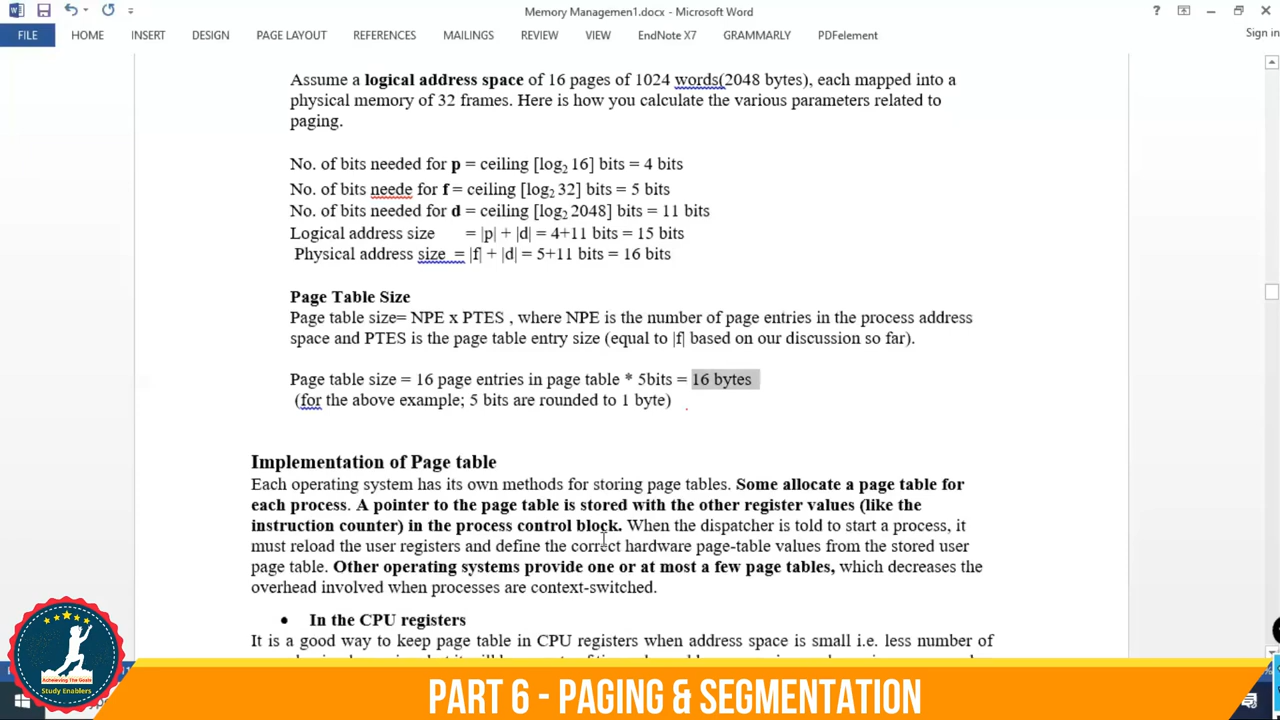 Memory Managemen1.docx - Microsoft Word
FILE HOME INSERT DESIGN PAGE LAYOUT REFERENCES MAILINGS REVIEW VIEW EndNote X7 GRAMMARLY PDFelement Sign in
Assume a logical address space of 16 pages of 1024 words(2048 bytes), each mapped into a
physical memory of 32 frames. Here is how you calculate the various parameters related to
paging.
No. of bits needed for p = ceiling [log₂ 16] bits = 4 bits
No. of bits neede for f = ceiling [log₂ 32] bits = 5 bits
No. of bits needed for d = ceiling [log₂ 2048] bits = 11 bits
Logical address size = |p| + |d| = 4+11 bits = 15 bits
Physical address size = |f| + |d| = 5+11 bits = 16 bits
Page Table Size
Page table size= NPE x PTES , where NPE is the number of page entries in the process address
space and PTES is the page table entry size (equal to |f| based on our discussion so far).
Page table size = 16 page entries in page table * 5bits = 16 bytes
(for the above example; 5 bits are rounded to 1 byte)
Implementation of Page table
Each operating system has its own methods for storing page tables. Some allocate a page table for
each process. A pointer to the page table is stored with the other register values (like the
instruction counter) in the process control block. When the dispatcher is told to start a process, it
must reload the user registers and define the correct hardware page-table values from the stored user
page table. Other operating systems provide one or at most a few page tables, which decreases the
overhead involved when processes are context-switched.
• In the CPU registers
It is a good way to keep page table in CPU registers when address space is small i.e. less number of
Achieveing The Goals
Study Enablers
PART 6 - PAGING & SEGMENTATION